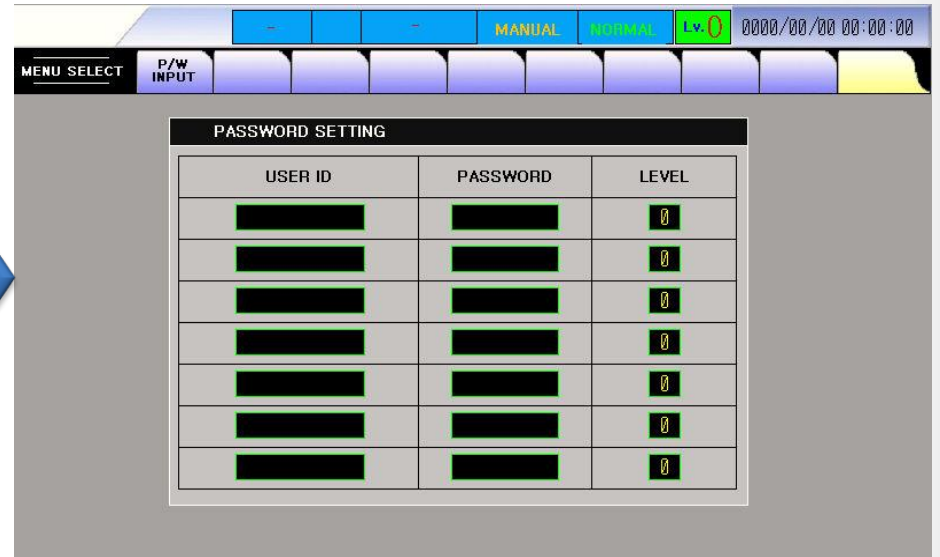 - - MANUAL NORMAL Lv.0 0000/00/00 00:00:00
MENU SELECT P/W INPUT
PASSWORD SETTING
USER ID PASSWORD LEVEL
0
0
0
0
0
0
0